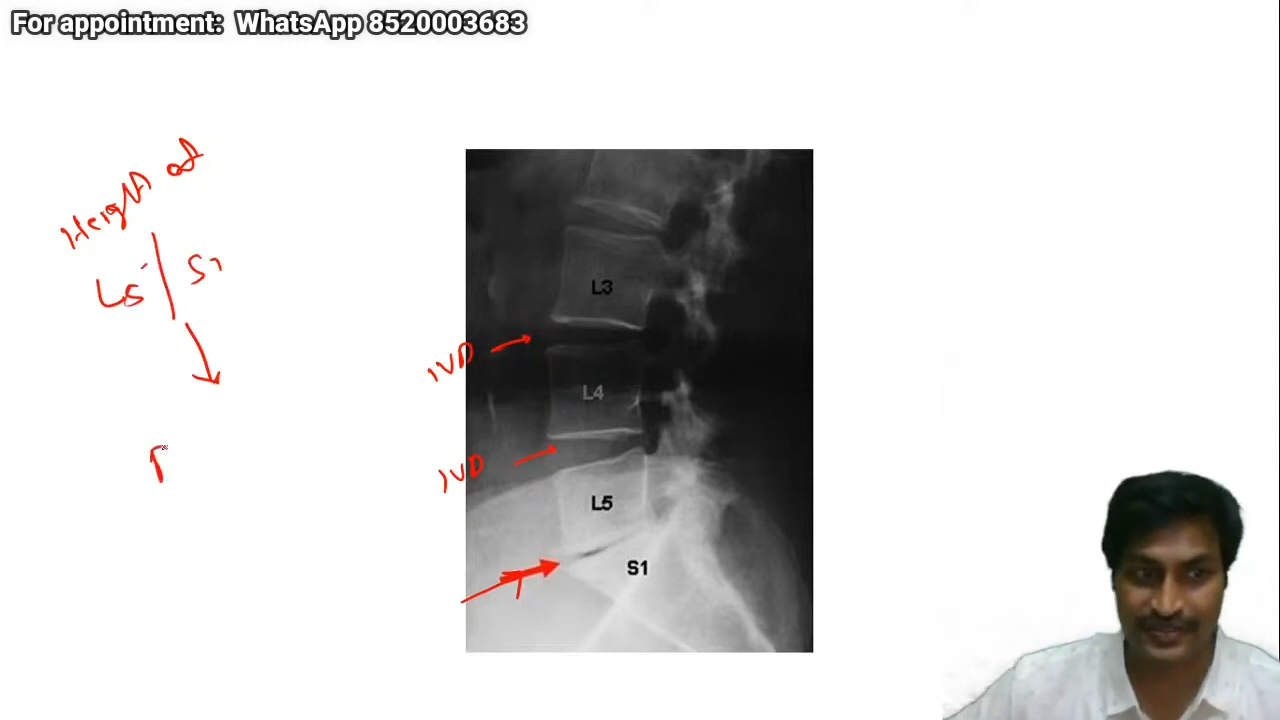 For appointment: WhatsApp 8520003683
Height of
L5 S1
L3
IVD
L4
IVD
L5
S1